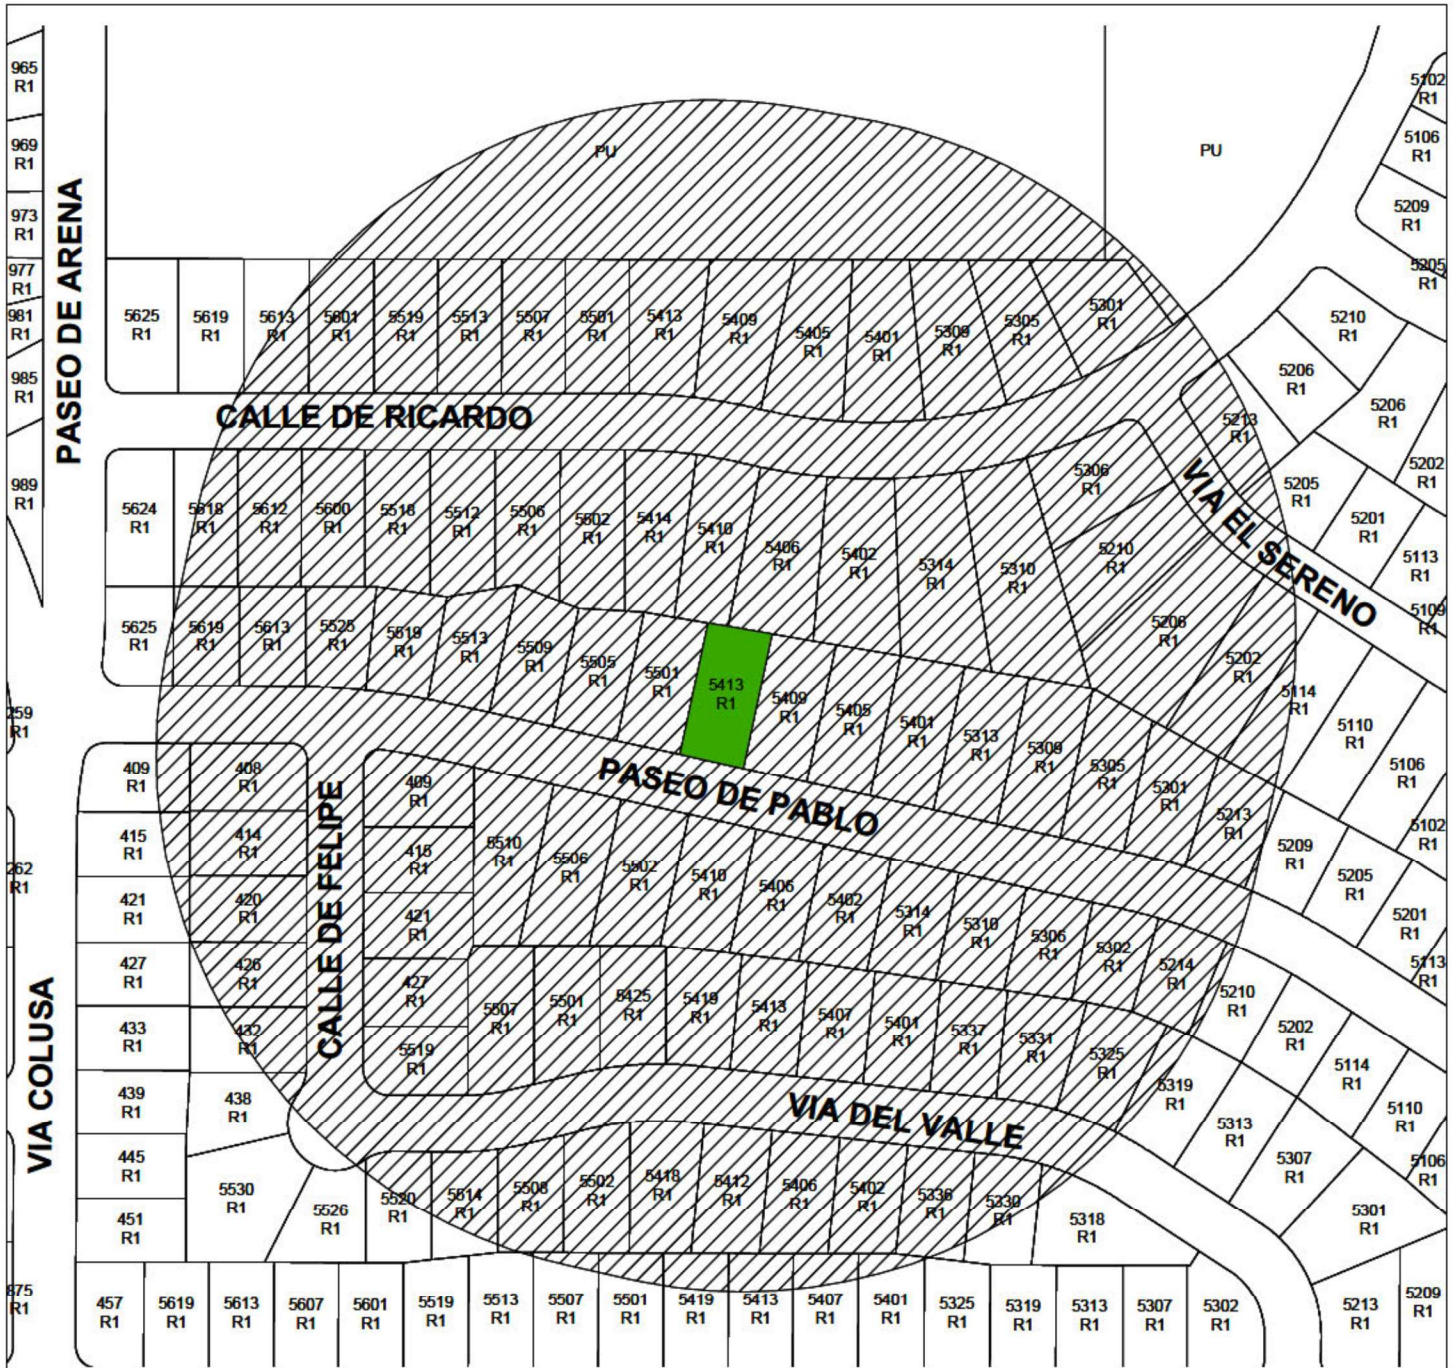 965
R1
969
R1
973
R1
977
R1
981
R1
985
R1
989
R1
PASEO DE ARENA
PU
PU
5102
R1
5106
R1
5209
R1
5205
R1
5210
R1
5206
R1
5206
R1
5202
R1
5625
R1
5619
R1
5613
R1
5601
R1
5519
R1
5513
R1
5507
R1
5501
R1
5413
R1
5409
R1
5405
R1
5401
R1
5309
R1
5305
R1
5301
R1
CALLE DE RICARDO
5213
R1
5205
R1
5201
R1
5113
R1
5109
R1
VIA EL SERENO
5624
R1
5618
R1
5612
R1
5600
R1
5518
R1
5512
R1
5506
R1
5502
R1
5414
R1
5410
R1
5406
R1
5402
R1
5314
R1
5310
R1
5306
R1
5210
R1
5206
R1
5202
R1
5114
R1
5110
R1
5106
R1
5102
R1
5625
R1
5619
R1
5613
R1
5525
R1
5519
R1
5513
R1
5509
R1
5505
R1
5501
R1
5413
R1
5409
R1
5405
R1
5401
R1
5313
R1
5309
R1
5305
R1
5301
R1
5213
R1
5209
R1
5205
R1
5201
R1
5113
R1
PASEO DE PABLO
259
R1
262
R1
409
R1
415
R1
421
R1
427
R1
433
R1
439
R1
445
R1
451
R1
408
R1
414
R1
420
R1
426
R1
432
R1
438
R1
CALLE DE FELIPE
409
R1
415
R1
421
R1
427
R1
5519
R1
5510
R1
5506
R1
5502
R1
5410
R1
5406
R1
5402
R1
5314
R1
5310
R1
5306
R1
5302
R1
5214
R1
5210
R1
5202
R1
5114
R1
5110
R1
5106
R1
5507
R1
5501
R1
5425
R1
5419
R1
5413
R1
5407
R1
5401
R1
5337
R1
5331
R1
5325
R1
5319
R1
5313
R1
5307
R1
5301
R1
VIA COLUSA
VIA DEL VALLE
5530
R1
5526
R1
5520
R1
5514
R1
5508
R1
5502
R1
5418
R1
5412
R1
5406
R1
5402
R1
5336
R1
5330
R1
5318
R1
875
R1
457
R1
5619
R1
5613
R1
5607
R1
5601
R1
5519
R1
5513
R1
5507
R1
5501
R1
5419
R1
5413
R1
5407
R1
5401
R1
5325
R1
5319
R1
5313
R1
5307
R1
5302
R1
5213
R1
5209
R1